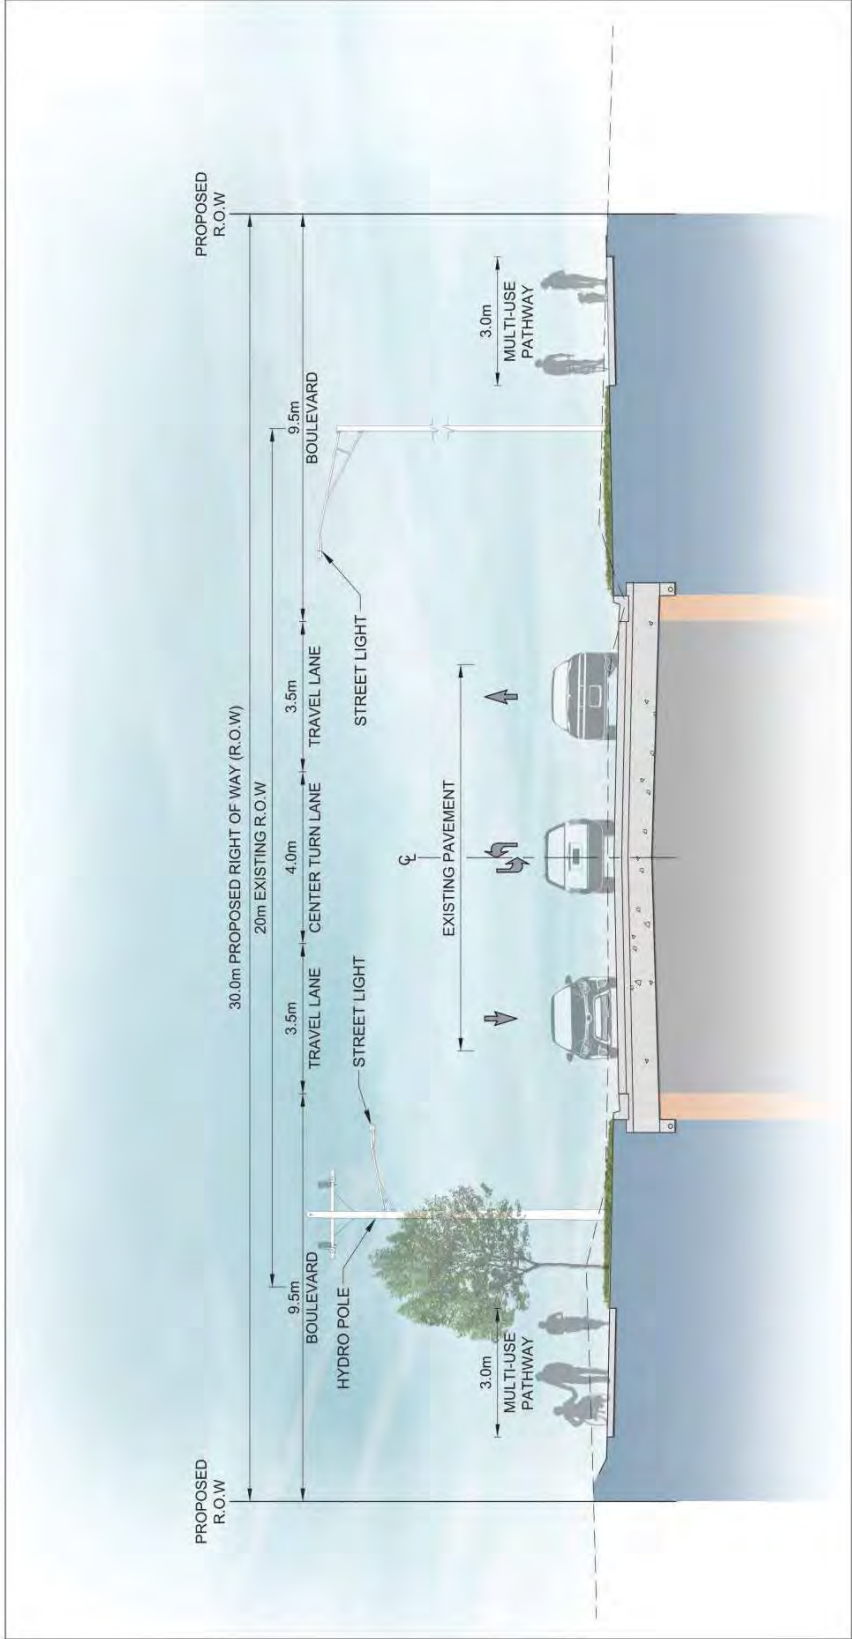 PROPOSED
R.O.W
PROPOSED
R.O.W
30.0m PROPOSED RIGHT OF WAY (R.O.W)
20m EXISTING R.O.W
9.5m
BOULEVARD
3.5m
TRAVEL LANE
4.0m
CENTER TURN LANE
3.5m
TRAVEL LANE
9.5m
BOULEVARD
HYDRO POLE
STREET LIGHT
STREET LIGHT
CL
EXISTING PAVEMENT
3.0m
MULTI-USE
PATHWAY
3.0m
MULTI-USE
PATHWAY